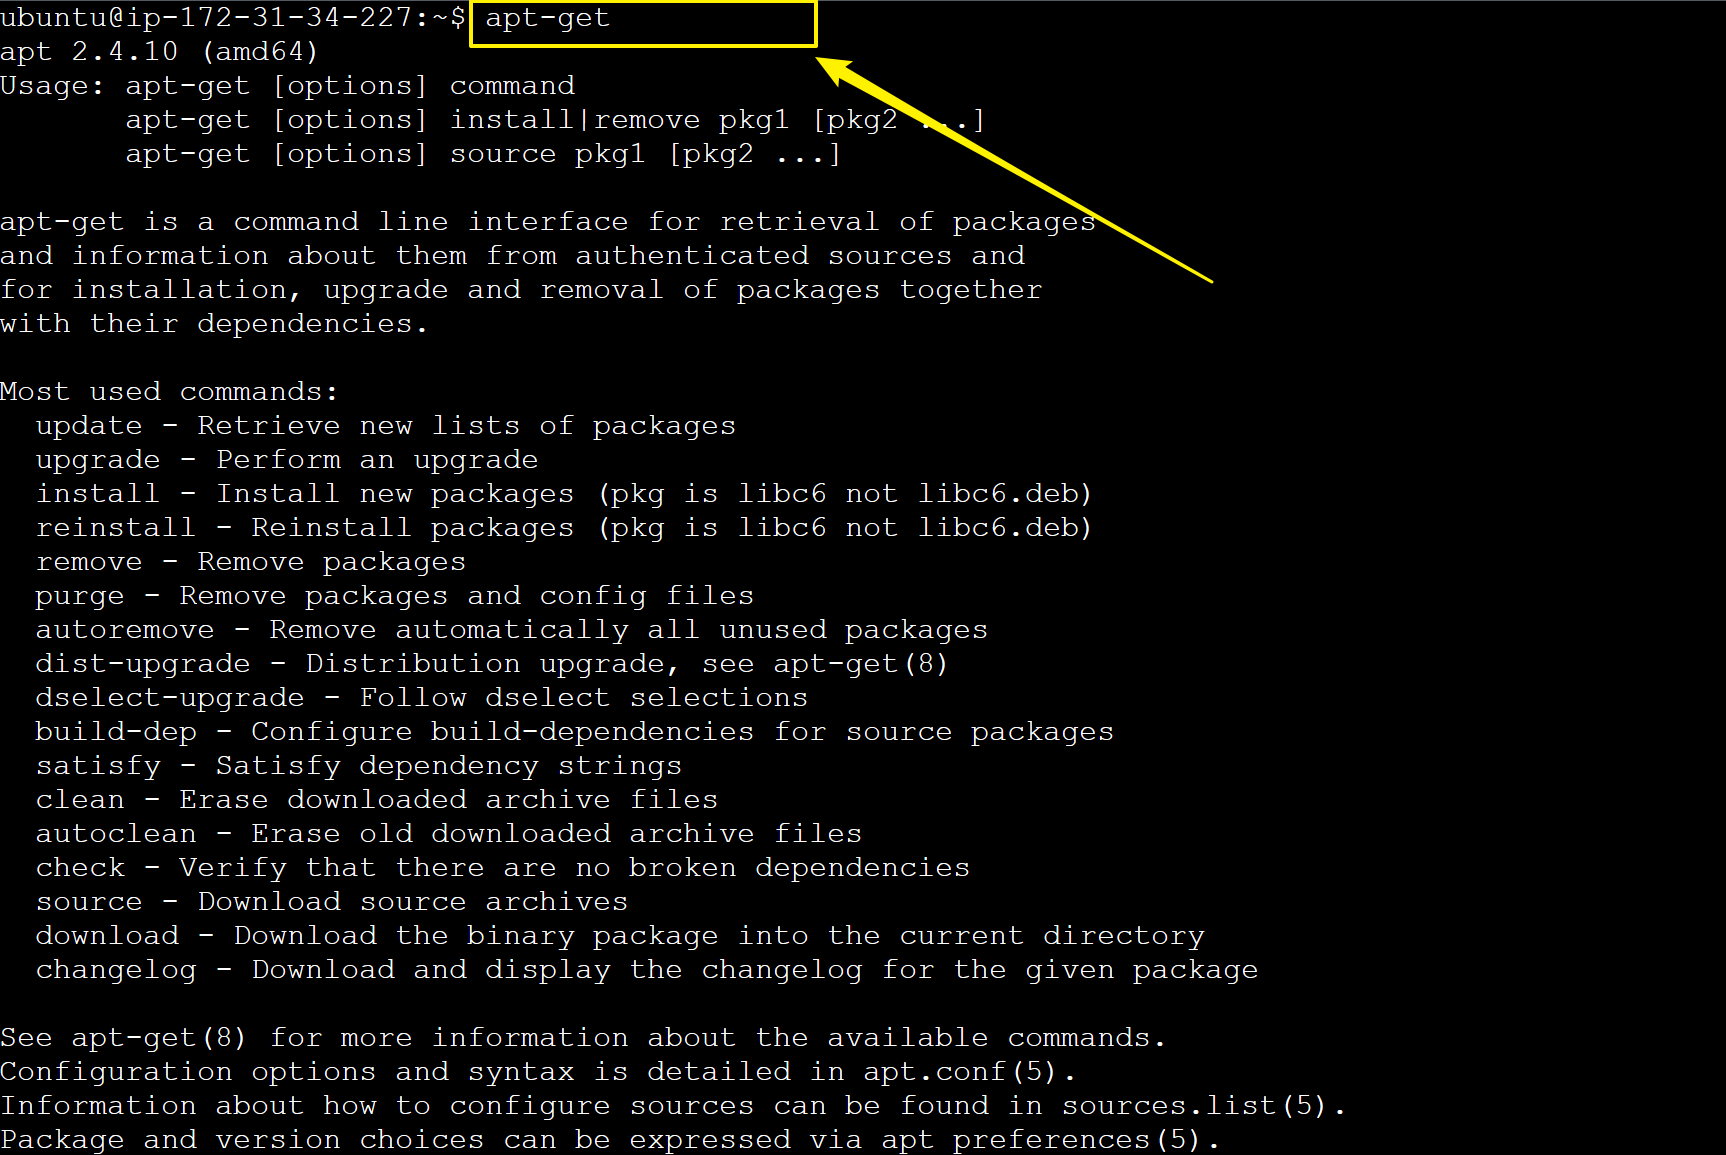 ubuntu@ip-172-31-34-227:~$ apt-get
apt 2.4.10 (amd64)
Usage: apt-get [options] command
       apt-get [options] install|remove pkg1 [pkg2 ...]
       apt-get [options] source pkg1 [pkg2 ...]

apt-get is a command line interface for retrieval of packages
and information about them from authenticated sources and
for installation, upgrade and removal of packages together
with their dependencies.

Most used commands:
  update - Retrieve new lists of packages
  upgrade - Perform an upgrade
  install - Install new packages (pkg is libc6 not libc6.deb)
  reinstall - Reinstall packages (pkg is libc6 not libc6.deb)
  remove - Remove packages
  purge - Remove packages and config files
  autoremove - Remove automatically all unused packages
  dist-upgrade - Distribution upgrade, see apt-get(8)
  dselect-upgrade - Follow dselect selections
  build-dep - Configure build-dependencies for source packages
  satisfy - Satisfy dependency strings
  clean - Erase downloaded archive files
  autoclean - Erase old downloaded archive files
  check - Verify that there are no broken dependencies
  source - Download source archives
  download - Download the binary package into the current directory
  changelog - Download and display the changelog for the given package

See apt-get(8) for more information about the available commands.
Configuration options and syntax is detailed in apt.conf(5).
Information about how to configure sources can be found in sources.list(5).
Package and version choices can be expressed via apt preferences(5).